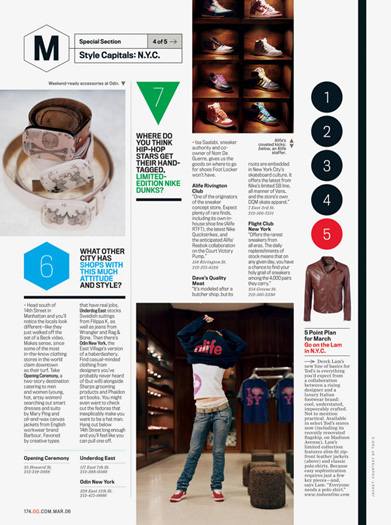 M
Special Section
4 of 5 →
Style Capitals: N.Y.C.
Weekend-ready accessories at Odin. ▼
7
WHERE DO
YOU THINK
HIP-HOP
STARS GET
THEIR HAND-
TAGGED,
LIMITED-
EDITION NIKE
DUNKS?
6
WHAT OTHER
CITY HAS
SHOPS WITH
THIS MUCH
ATTITUDE
AND STYLE?
• Head south of
14th Street in
Manhattan and you'll
notice the locals look
different—like they
just walked off the
set of a Beck video.
Makes sense, since
some of the most
in-the-know clothing
stores in the world
claim downtown
as their turf. Take
Opening Ceremony, a
two-story destination
catering to men
and women (young,
hot, artsy women)
searching out smart
dresses and suits
by Mary Ping and
oil-and-wax canvas
jackets from English
workwear brand
Barbour. Favored
by creative types
that have real jobs,
Underdog East stocks
Swedish suitings
from Filippa K, as
well as jeans from
Wrangler and Rag &
Bone. Then there's
Odin New York, the
East Village's version
of a haberdashery.
Find casual-minded
clothing from
designers you've
probably never heard
of (but will) alongside
Sharps grooming
products and Phaidon
art books. You might
even want to check
out the fedoras that
inexplicably make you
want to be a hat man.
Hang out below
14th Street long enough
and you'll feel like you
can pull one off.
Opening Ceremony
35 Howard St.
212-219-2688
Underdog East
117 East 7th St.
212-388-0560
Odin New York
328 East 11th St.
212-475-0666
• Isa Saalabi, sneaker
authority and co-
owner of Nom De
Guerre, gives us the
goods on where to go
for shoes Foot Locker
won't have.
Alife Rivington
Club
"One of the originators
of the sneaker
concept store. Expect
plenty of rare finds,
including its own in-
house shoe line (Alife
RTFT), the latest Nike
Quickstrikes, and
the anticipated Alife/
Reebok collaboration
on the Court Victory
Pump."
158 Rivington St.
212-375-8128
Dave's Quality
Meat
"It's modeled after a
butcher shop, but its
Alife's
coveted kicks;
below, an Alife
staffer.
roots are embedded
in New York City's
skateboard culture. It
offers the latest from
Nike's limited SB line,
all manner of Vans,
and the store's own
DQM skate apparel."
7 East 3rd St.
Flight Club
New York
"Offers the rarest
sneakers from
all areas. The daily
replenishments of
stock means that on
any given day, you have
a chance to find your
holy grail of sneakers
among the 4,000 pairs
they carry."
254 Greene St.
alife
1
2
3
4
5
5 Point Plan
for March
Go on the Lam
in N.Y.C.
→ Derek Lam's
new line of basics for
Tod's is everything
you'd expect from
a collaboration
between a rising
designer and a
luxury Italian
footwear brand:
cool, understated,
impeccably crafted.
Not to mention
practical. Available
in select Tod's stores
now (including its
recently renovated
flagship, on Madison
Avenue), Lam's
limited collection
features slim-fit zip-
front leather jackets
(above) and classic
polo shirts. Because
easy sophistication
requires just a few
key pieces—and,
says Lam: "Everyone
needs a polo shirt."
www.todsonline.com
JACKET: COURTESY OF TOD'S
174.GQ.COM.MAR.06